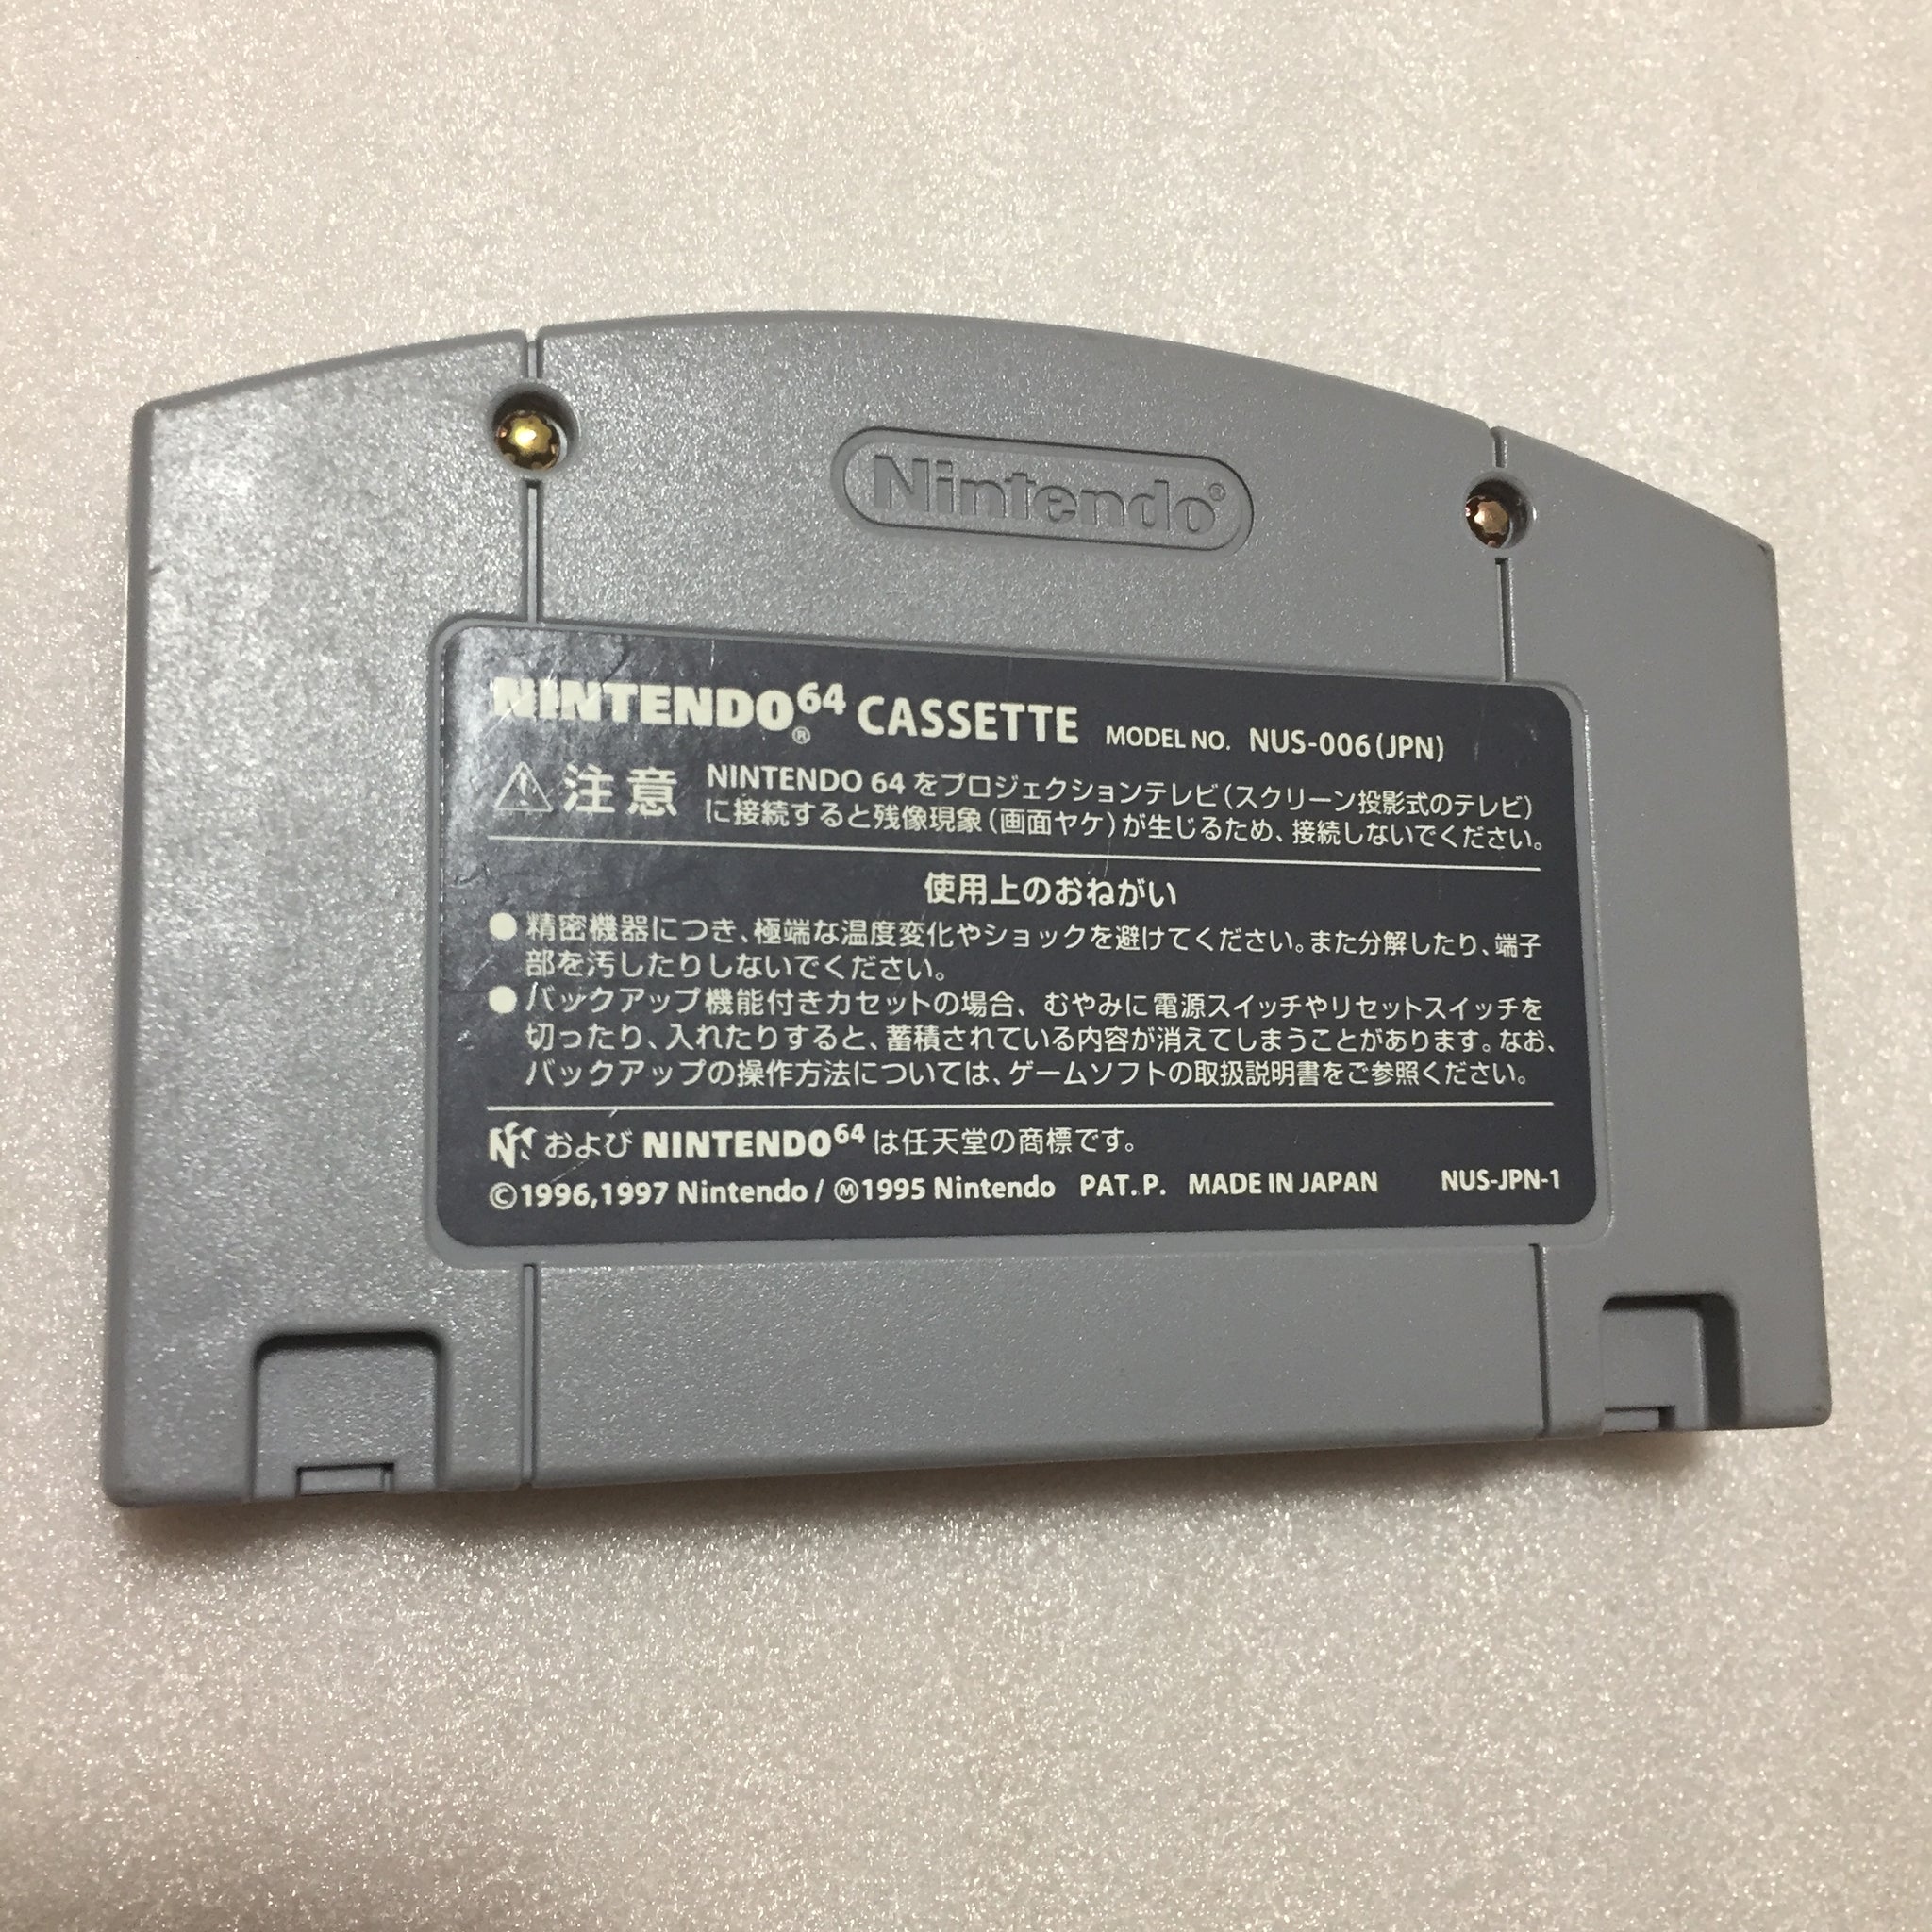 Nintendo®
NINTENDO64® CASSETTE MODEL NO. NUS-006(JPN)
注意 NINTENDO 64 をプロジェクションテレビ(スクリーン投影式のテレビ)
に接続すると残像現象(画面ヤケ)が生じるため、接続しないでください。
使用上のおねがい
●精密機器につき、極端な温度変化やショックを避けてください。また分解したり、端子
部を汚したりしないでください。
●バックアップ機能付きカセットの場合、むやみに電源スイッチやリセットスイッチを
切ったり、入れたりすると、蓄積されている内容が消えてしまうことがあります。なお、
バックアップの操作方法については、ゲームソフトの取扱説明書をご参照ください。
および NINTENDO64 は任天堂の商標です。
©1996,1997 Nintendo / Ⓜ1995 Nintendo PAT. P. MADE IN JAPAN NUS-JPN-1